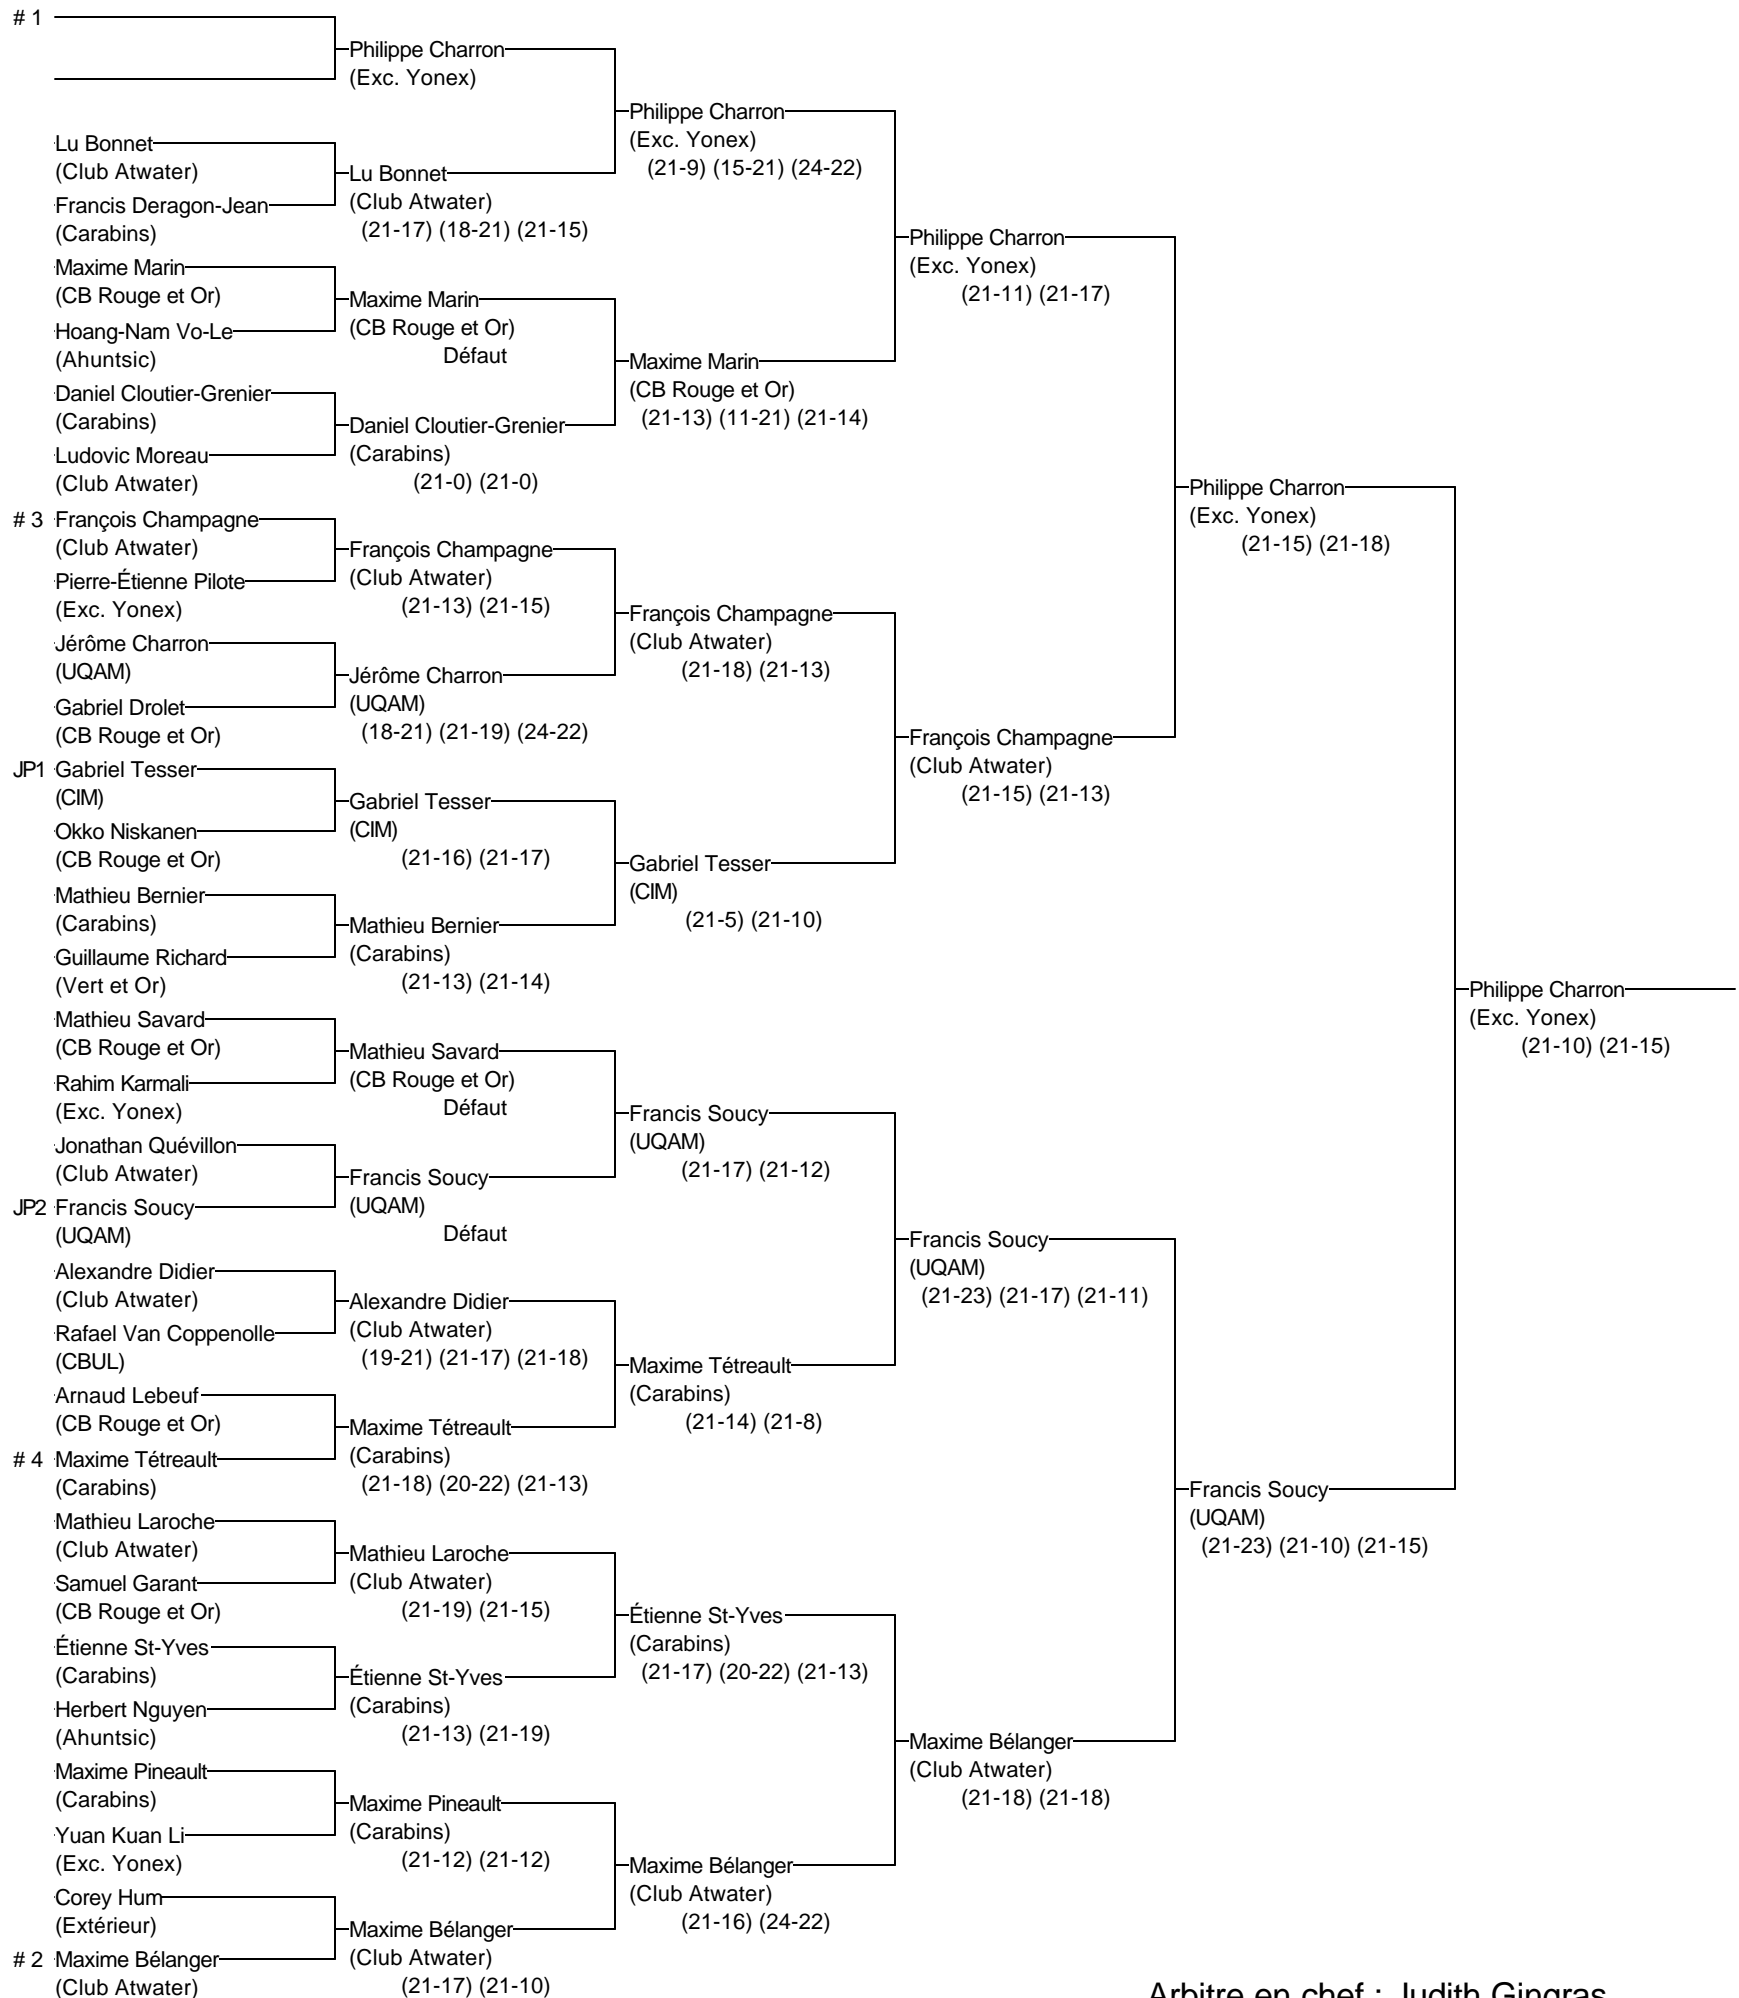 # 1
Philippe Charron
(Exc. Yonex)
Lu Bonnet
(Club Atwater)
Francis Deragon-Jean
(Carabins)
Lu Bonnet
(Club Atwater)
(21-17) (18-21) (21-15)
Philippe Charron
(Exc. Yonex)
(21-9) (15-21) (24-22)
Maxime Marin
(CB Rouge et Or)
Hoang-Nam Vo-Le
(Ahuntsic)
Maxime Marin
(CB Rouge et Or)
Défaut
Daniel Cloutier-Grenier
(Carabins)
Ludovic Moreau
(Club Atwater)
Daniel Cloutier-Grenier
(Carabins)
(21-0) (21-0)
Maxime Marin
(CB Rouge et Or)
(21-13) (11-21) (21-14)
Philippe Charron
(Exc. Yonex)
(21-11) (21-17)
# 3 François Champagne
(Club Atwater)
Pierre-Étienne Pilote
(Exc. Yonex)
François Champagne
(Club Atwater)
(21-13) (21-15)
Jérôme Charron
(UQAM)
Gabriel Drolet
(CB Rouge et Or)
Jérôme Charron
(UQAM)
(18-21) (21-19) (24-22)
François Champagne
(Club Atwater)
(21-18) (21-13)
JP1 Gabriel Tesser
(CIM)
Okko Niskanen
(CB Rouge et Or)
Gabriel Tesser
(CIM)
(21-16) (21-17)
Mathieu Bernier
(Carabins)
Guillaume Richard
(Vert et Or)
Mathieu Bernier
(Carabins)
(21-13) (21-14)
Gabriel Tesser
(CIM)
(21-5) (21-10)
François Champagne
(Club Atwater)
(21-15) (21-13)
Philippe Charron
(Exc. Yonex)
(21-15) (21-18)
Mathieu Savard
(CB Rouge et Or)
Rahim Karmali
(Exc. Yonex)
Mathieu Savard
(CB Rouge et Or)
Défaut
Jonathan Quévillon
(Club Atwater)
JP2 Francis Soucy
(UQAM)
Francis Soucy
(UQAM)
Défaut
Francis Soucy
(UQAM)
(21-17) (21-12)
Alexandre Didier
(Club Atwater)
Rafael Van Coppenolle
(CBUL)
Alexandre Didier
(Club Atwater)
(19-21) (21-17) (21-18)
Arnaud Lebeuf
(CB Rouge et Or)
# 4 Maxime Tétreault
(Carabins)
Maxime Tétreault
(Carabins)
(21-18) (20-22) (21-13)
Maxime Tétreault
(Carabins)
(21-14) (21-8)
Francis Soucy
(UQAM)
(21-23) (21-17) (21-11)
Mathieu Laroche
(Club Atwater)
Samuel Garant
(CB Rouge et Or)
Mathieu Laroche
(Club Atwater)
(21-19) (21-15)
Étienne St-Yves
(Carabins)
Herbert Nguyen
(Ahuntsic)
Étienne St-Yves
(Carabins)
(21-13) (21-19)
Étienne St-Yves
(Carabins)
(21-17) (20-22) (21-13)
Maxime Pineault
(Carabins)
Yuan Kuan Li
(Exc. Yonex)
Maxime Pineault
(Carabins)
(21-12) (21-12)
Corey Hum
(Extérieur)
# 2 Maxime Bélanger
(Club Atwater)
Maxime Bélanger
(Club Atwater)
(21-17) (21-10)
Maxime Bélanger
(Club Atwater)
(21-16) (24-22)
Maxime Bélanger
(Club Atwater)
(21-18) (21-18)
Francis Soucy
(UQAM)
(21-23) (21-10) (21-15)
Philippe Charron
(Exc. Yonex)
(21-10) (21-15)
Arbitre en chef : Judith Gingras